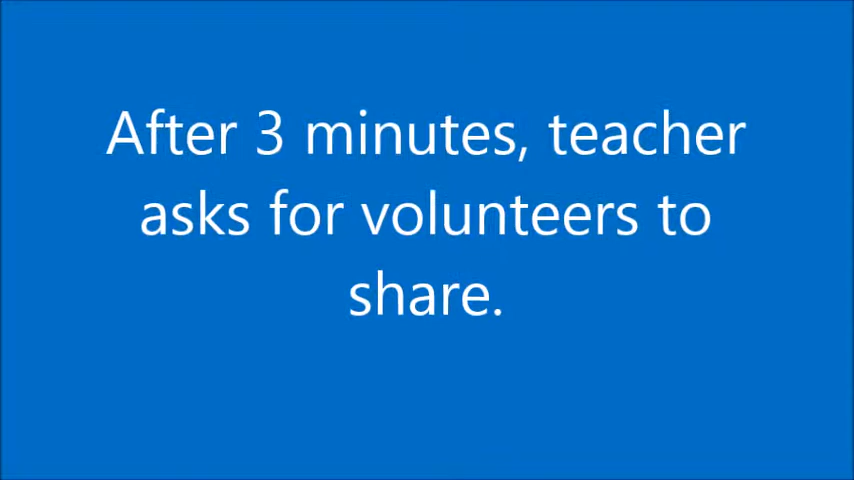 After 3 minutes, teacher
asks for volunteers to
share.